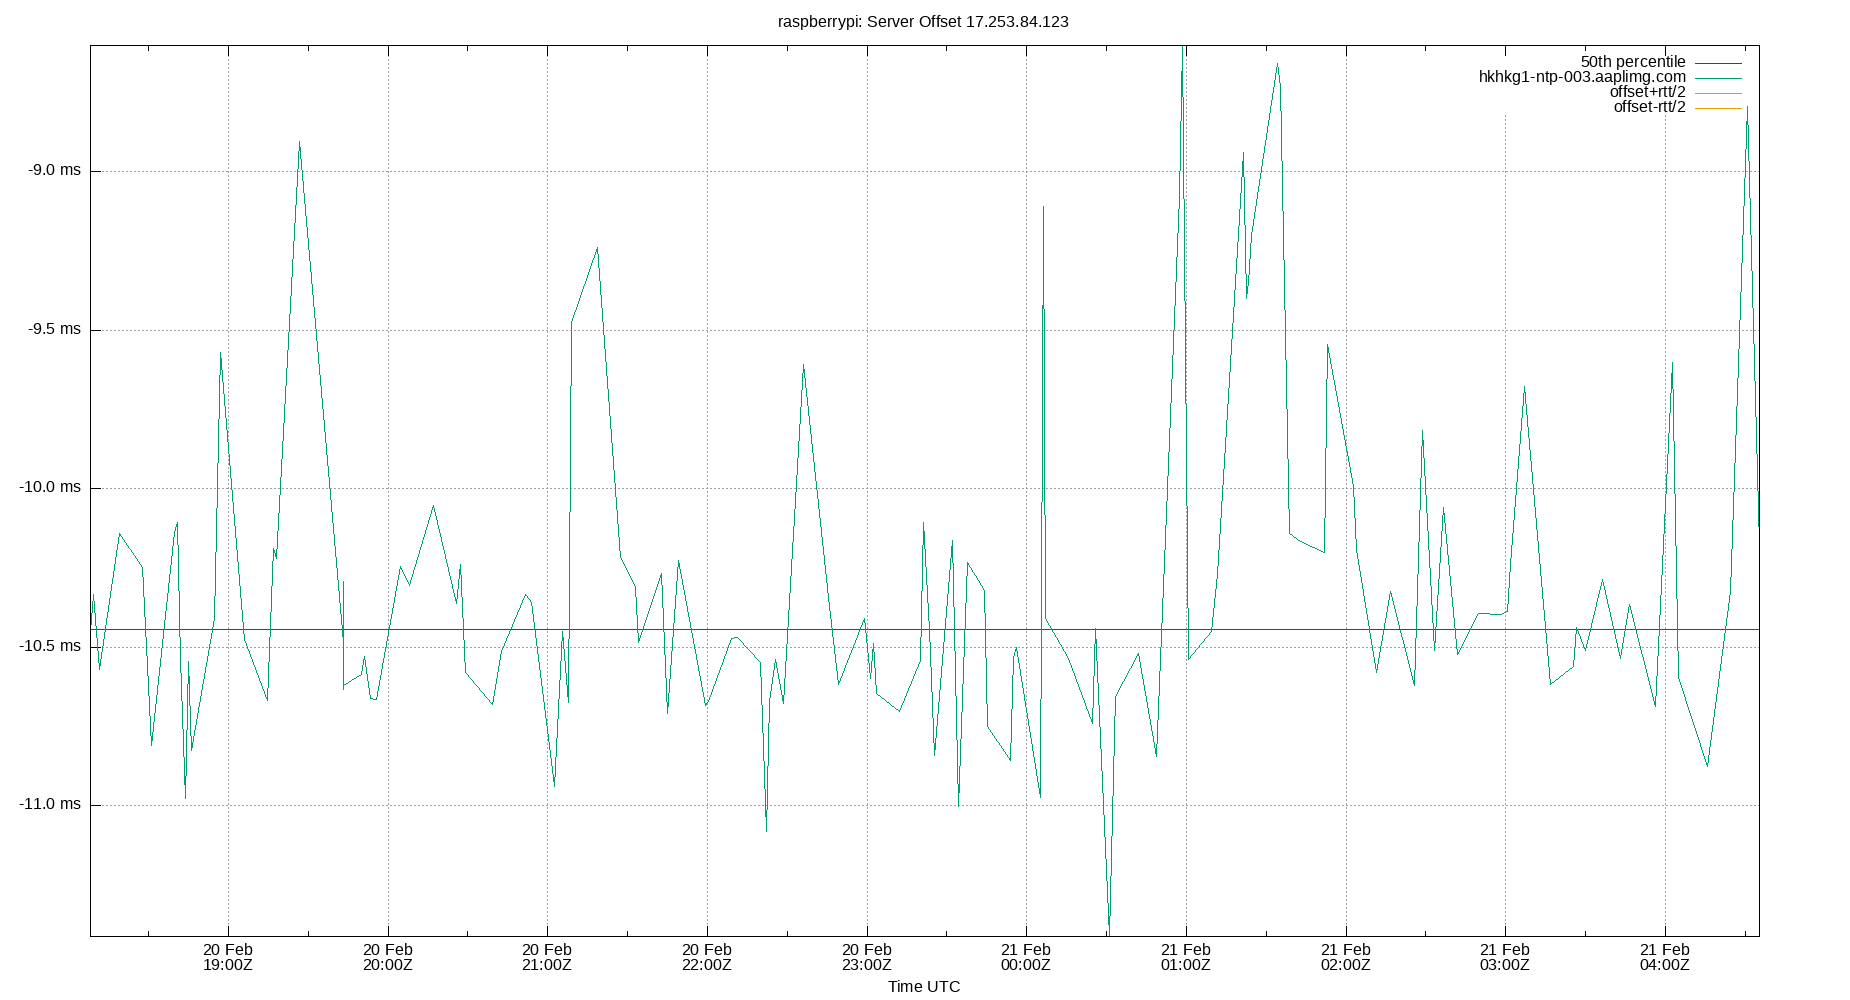 raspberrypi: Server Offset 17.253.84.123
50th percentile
hkhkg1-ntp-003.aaplimg.com
offset+rtt/2
offset-rtt/2
-9.0 ms
-9.5 ms
-10.0 ms
-10.5 ms
-11.0 ms
20 Feb 20 Feb 20 Feb 20 Feb 20 Feb 21 Feb 21 Feb 21 Feb 21 Feb 21 Feb
19:00Z 20:00Z 21:00Z 22:00Z 23:00Z 00:00Z 01:00Z 02:00Z 03:00Z 04:00Z
Time UTC